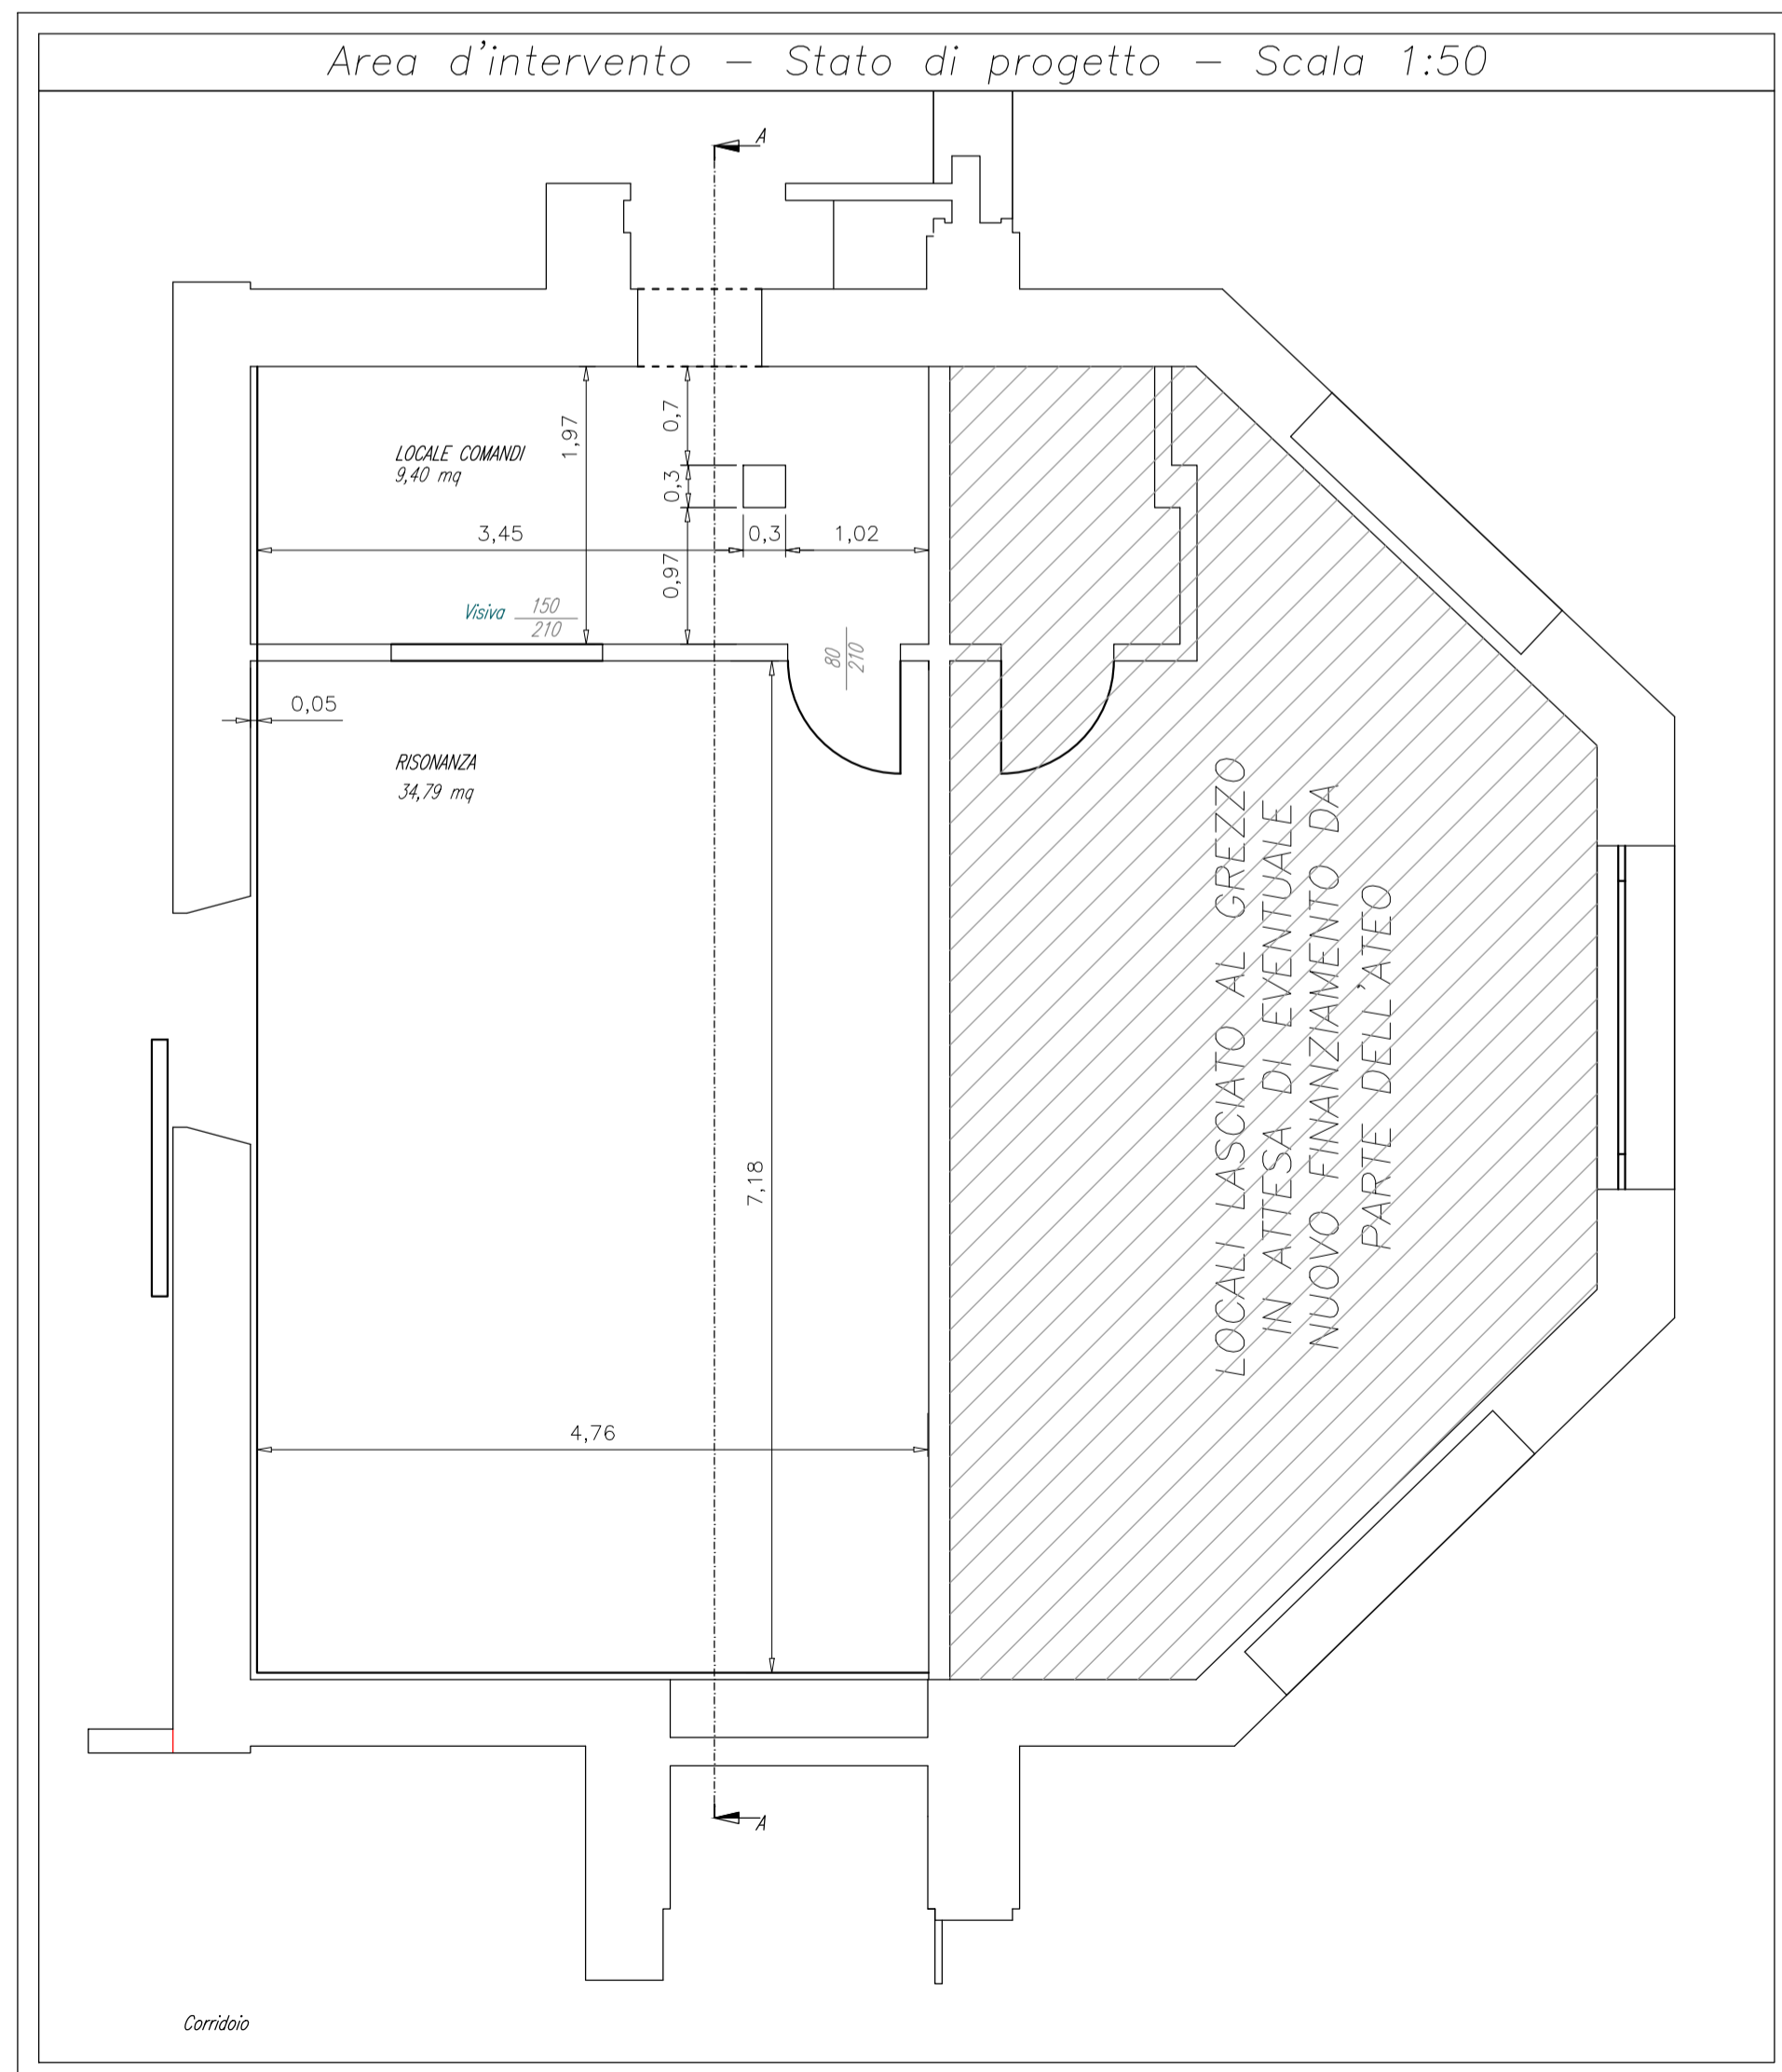 Area d'intervento – Stato di progetto – Scala 1:50
A
LOCALE COMANDI
9,40 mq
1,97
0,7
0,3
3,45
0,3
1,02
0,97
Visiva 150
210
80
210
0,05
RISONANZA
34,79 mq
LOCALI LASCIATO AL GREZZO
IN ATTESA DI EVENTUALE
NUOVO FINANZIAMENTO DA
PARTE DELL'ATEO
7,18
4,76
A
Corridoio